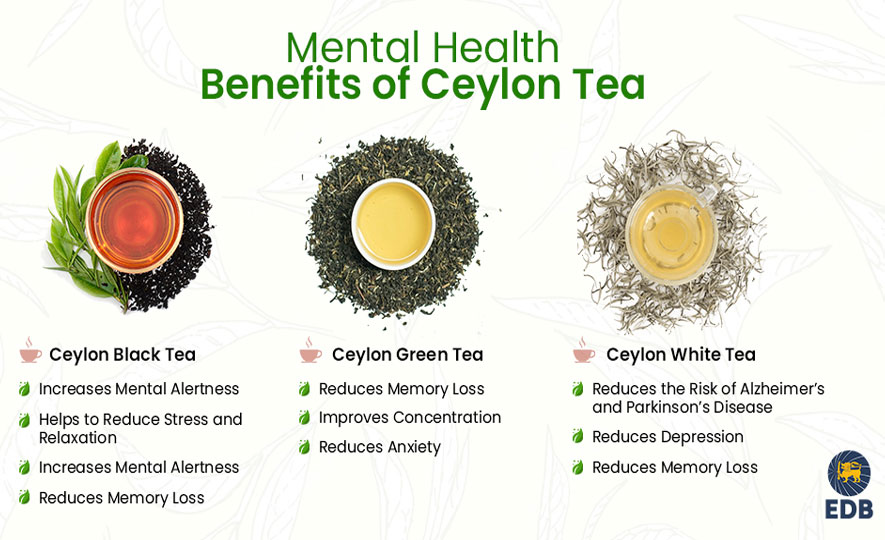 Mental Health
Benefits of Ceylon Tea
Ceylon Black Tea
Increases Mental Alertness
Helps to Reduce Stress and
Relaxation
Increases Mental Alertness
Reduces Memory Loss
Ceylon Green Tea
Reduces Memory Loss
Improves Concentration
Reduces Anxiety
Ceylon White Tea
Reduces the Risk of Alzheimer’s
and Parkinson’s Disease
Reduces Depression
Reduces Memory Loss
EDB